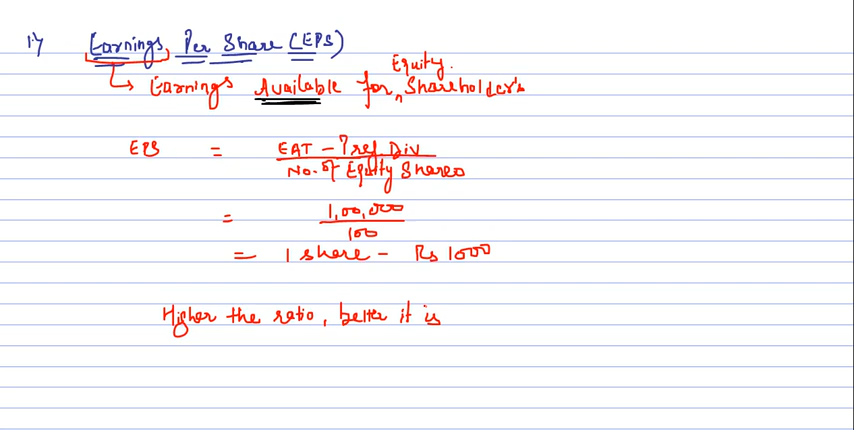 1.) Earnings Per Share (EPS)
Equity.
↳ Earnings Available for Shareholder's
EPS = EAT - Pref. Div
No. of Equity Shares
= 1,00,000
100
= 1 share - Rs 1000
Higher the ratio, better it is